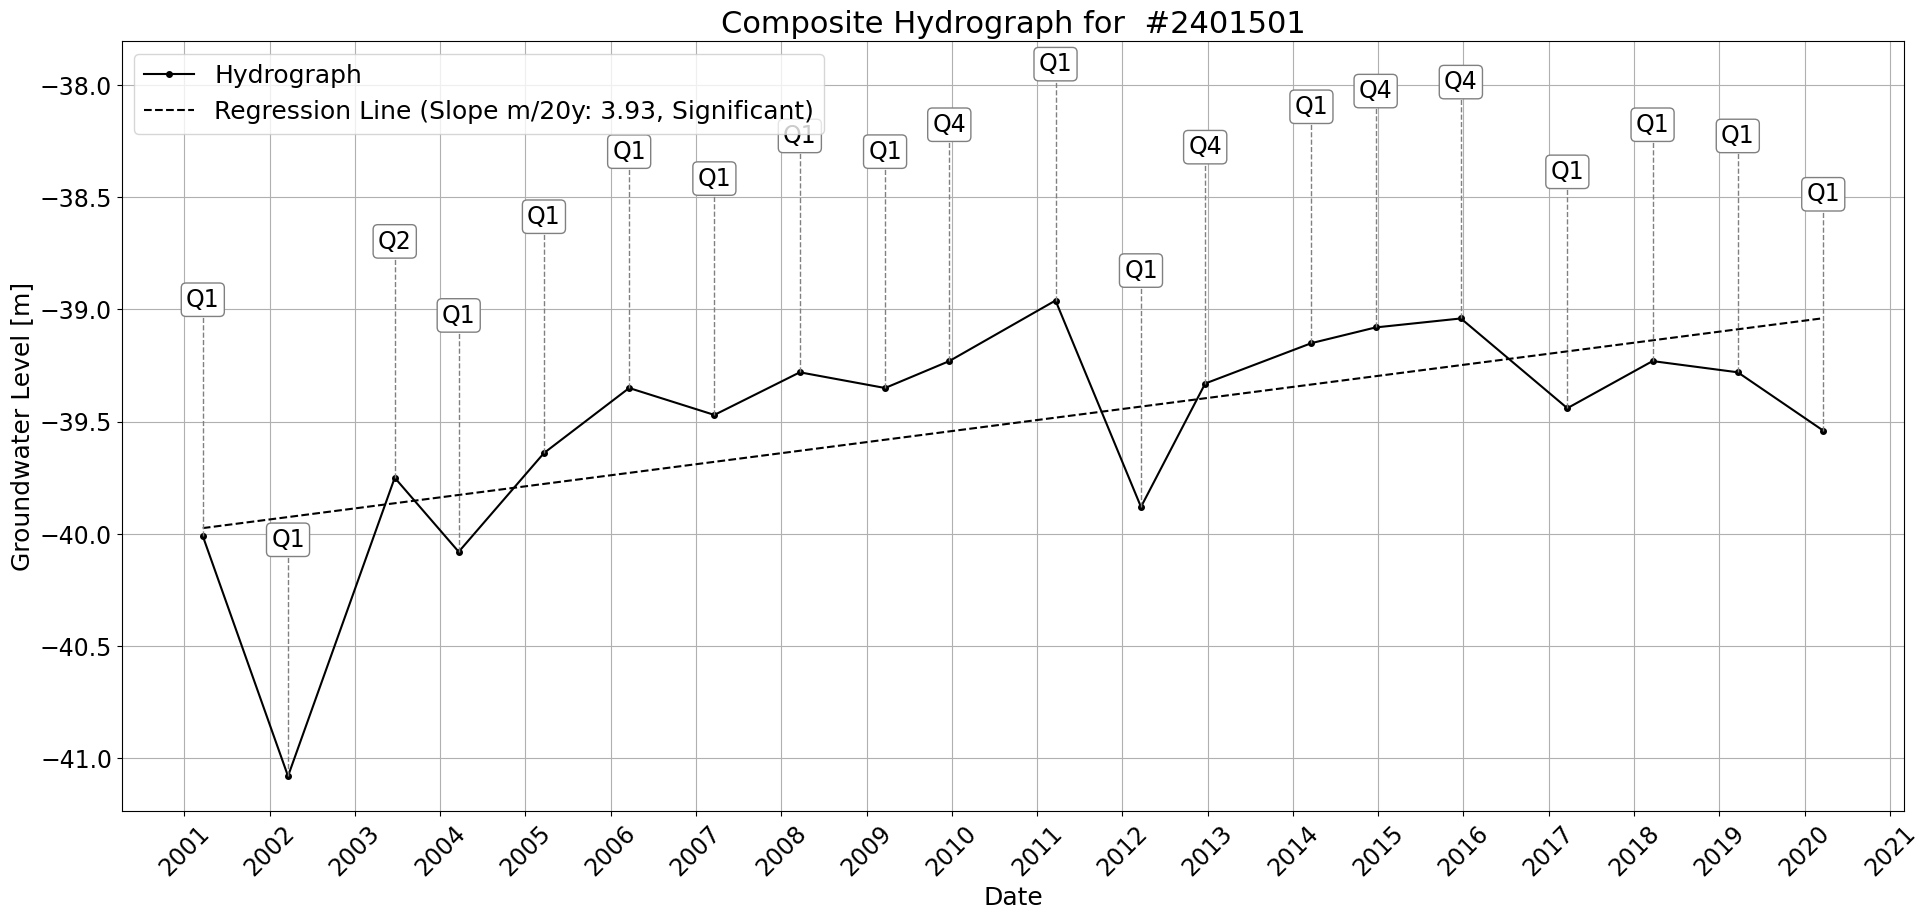 Composite Hydrograph for  #2401501
Hydrograph
Regression Line (Slope m/20y: 3.93, Significant)
Groundwater Level [m]
−38.0
−38.5
−39.0
−39.5
−40.0
−40.5
−41.0
Q1
Q1
Q2
Q1
Q1
Q1
Q1
Q1
Q1
Q4
Q1
Q1
Q4
Q1
Q4
Q4
Q1
Q1
Q1
Q1
2001
2002
2003
2004
2005
2006
2007
2008
2009
2010
2011
2012
2013
2014
2015
2016
2017
2018
2019
2020
2021
Date